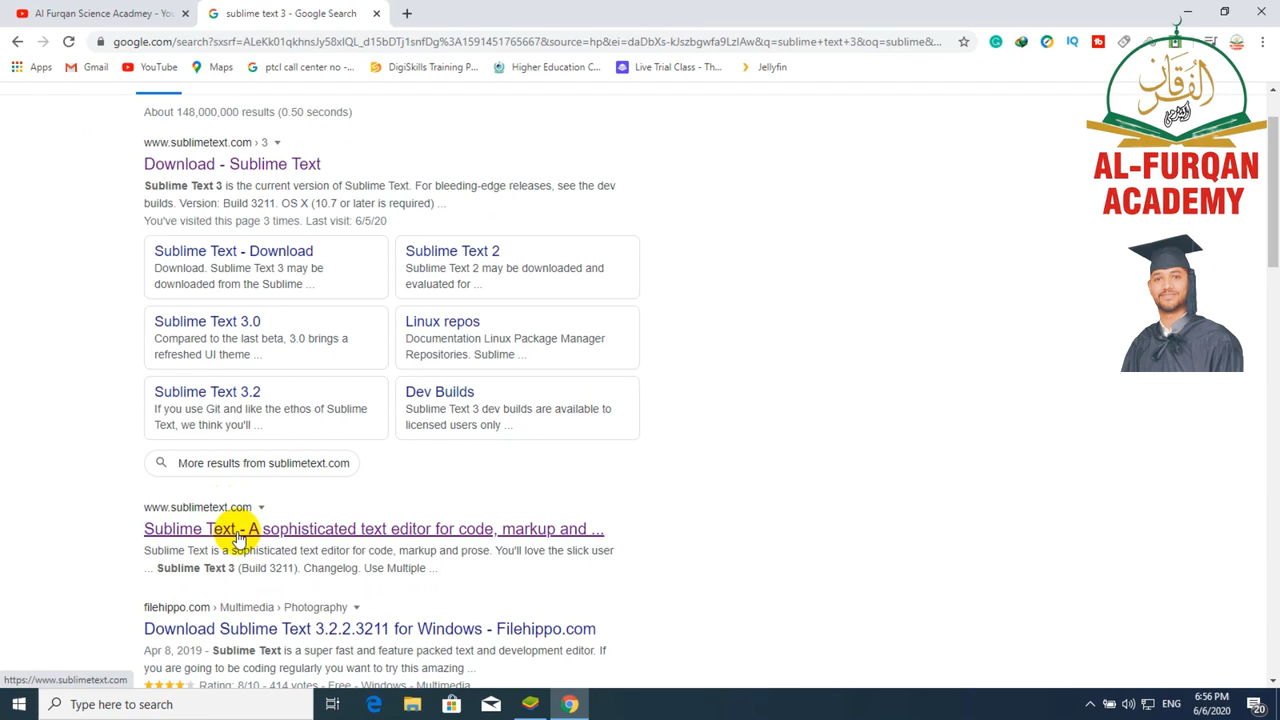 Al Furqan Science Acadmey - You
sublime text 3 - Google Search
google.com/search?sxsrf=ALeKk01qkhnsJy58xlQL_d15bDTj1snfDg%3A1591451765667&source=hp&ei=daDbXs-kJszbgwfa9LzIAw&q=sublime+text+3&oq=sublime&...
Apps
Gmail
YouTube
Maps
ptcl call center no -...
DigiSkills Training P...
Higher Education C...
Live Trial Class - Th...
Jellyfin
الفرقان
AL-FURQAN
ACADEMY
About 148,000,000 results (0.50 seconds)
www.sublimetext.com › 3
Download - Sublime Text
Sublime Text 3 is the current version of Sublime Text. For bleeding-edge releases, see the dev
builds. Version: Build 3211. OS X (10.7 or later is required) ...
You've visited this page 3 times. Last visit: 6/5/20
Sublime Text - Download
Download. Sublime Text 3 may be
downloaded from the Sublime ...
Sublime Text 2
Sublime Text 2 may be downloaded and
evaluated for ...
Sublime Text 3.0
Compared to the last beta, 3.0 brings a
refreshed UI theme ...
Linux repos
Documentation Linux Package Manager
Repositories. Sublime ...
Sublime Text 3.2
If you use Git and like the ethos of Sublime
Text, we think you'll ...
Dev Builds
Sublime Text 3 dev builds are available to
licensed users only ...
More results from sublimetext.com
www.sublimetext.com
Sublime Text - A sophisticated text editor for code, markup and ...
Sublime Text is a sophisticated text editor for code, markup and prose. You'll love the slick user
... Sublime Text 3 (Build 3211). Changelog. Use Multiple ...
filehippo.com › Multimedia › Photography
Download Sublime Text 3.2.2.3211 for Windows - Filehippo.com
Apr 8, 2019 - Sublime Text is a super fast and feature packed text and development editor. If
you are going to be coding regularly you want to try this amazing ...
Rating: 8/10 - 414 votes - Free - Windows - Multimedia
https://www.sublimetext.com
Type here to search
ENG
6:56 PM
6/6/2020
20